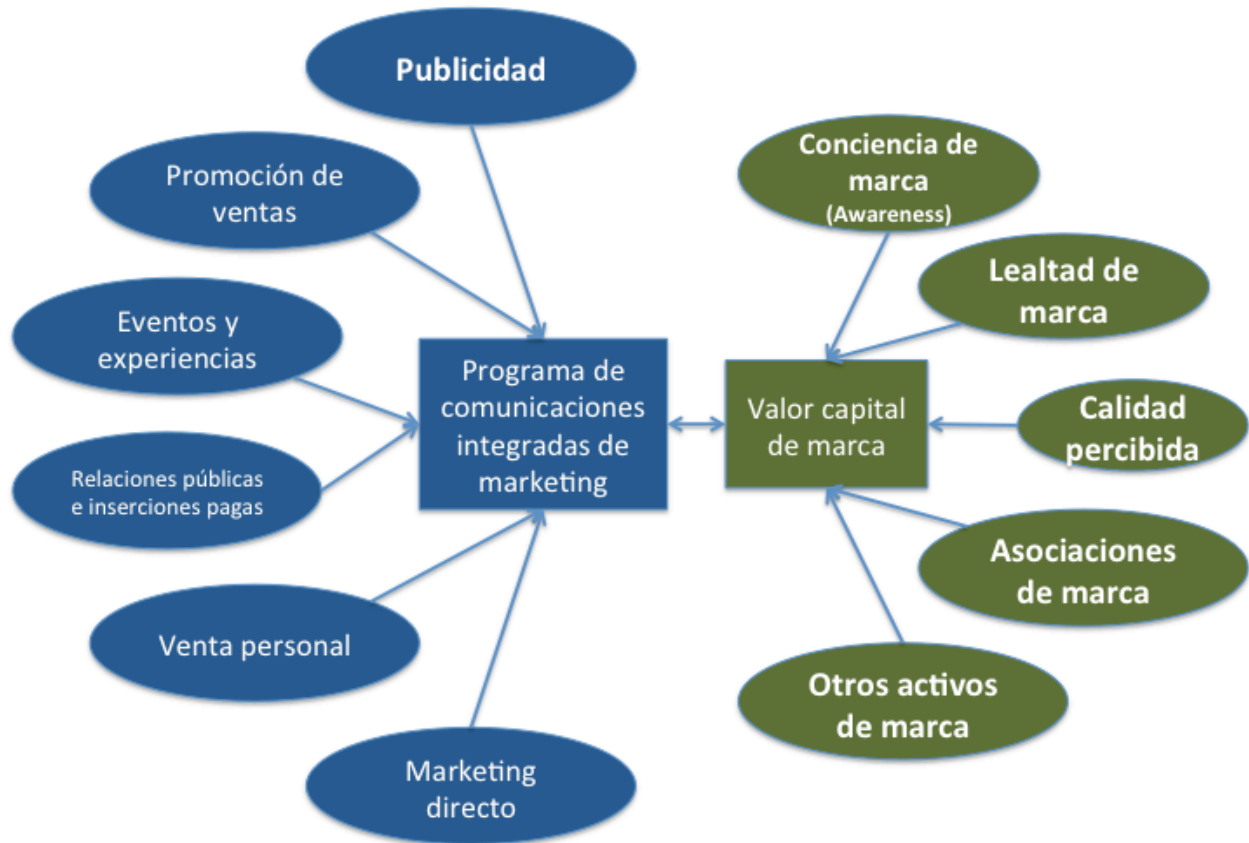 Publicidad
Promoción de
ventas
Eventos y
experiencias
Relaciones públicas
e inserciones pagas
Venta personal
Marketing
directo
Programa de
comunicaciones
integradas de
marketing
Valor capital
de marca
Conciencia de
marca
(Awareness)
Lealtad de
marca
Calidad
percibida
Asociaciones
de marca
Otros activos
de marca